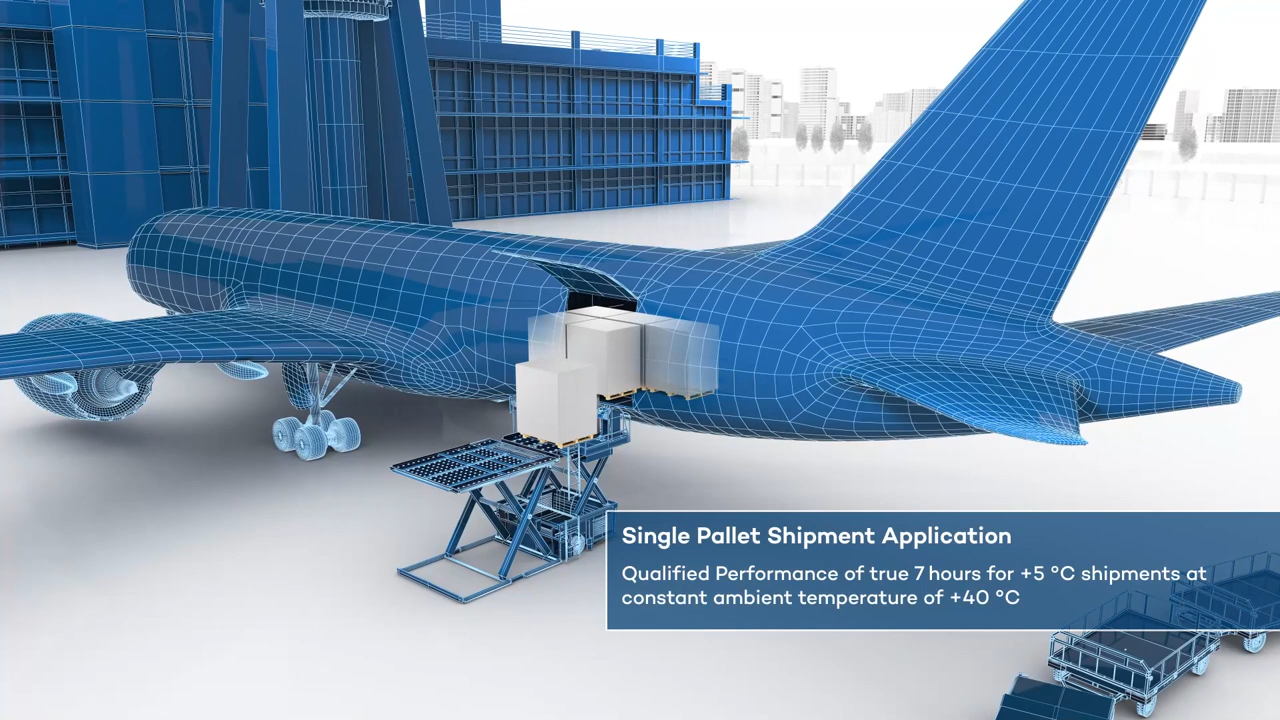 Single Pallet Shipment Application
Qualified Performance of true 7 hours for +5 °C shipments at
constant ambient temperature of +40 °C